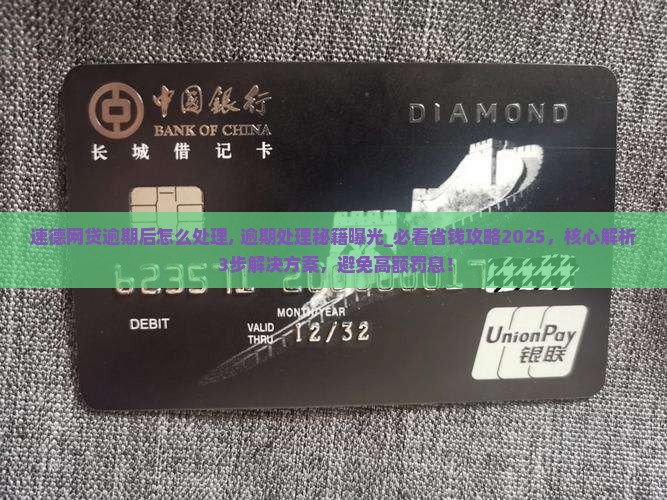 中国银行
BANK OF CHINA
长城借记卡
DIAMOND
速德网贷逾期后怎么处理, 逾期处理秘籍曝光_必看省钱攻略2025，核心解析
3步解决方案，避免高额罚息！
DEBIT
MONTH/YEAR
VALID
THRU
12/32
UnionPay
银联